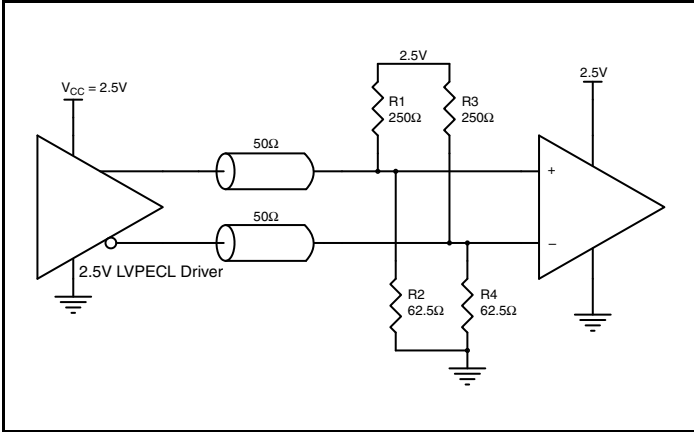 2.5V
V_CC = 2.5V
2.5V
R1
250Ω
R3
250Ω
50Ω
+
50Ω
–
2.5V LVPECL Driver
R2
62.5Ω
R4
62.5Ω